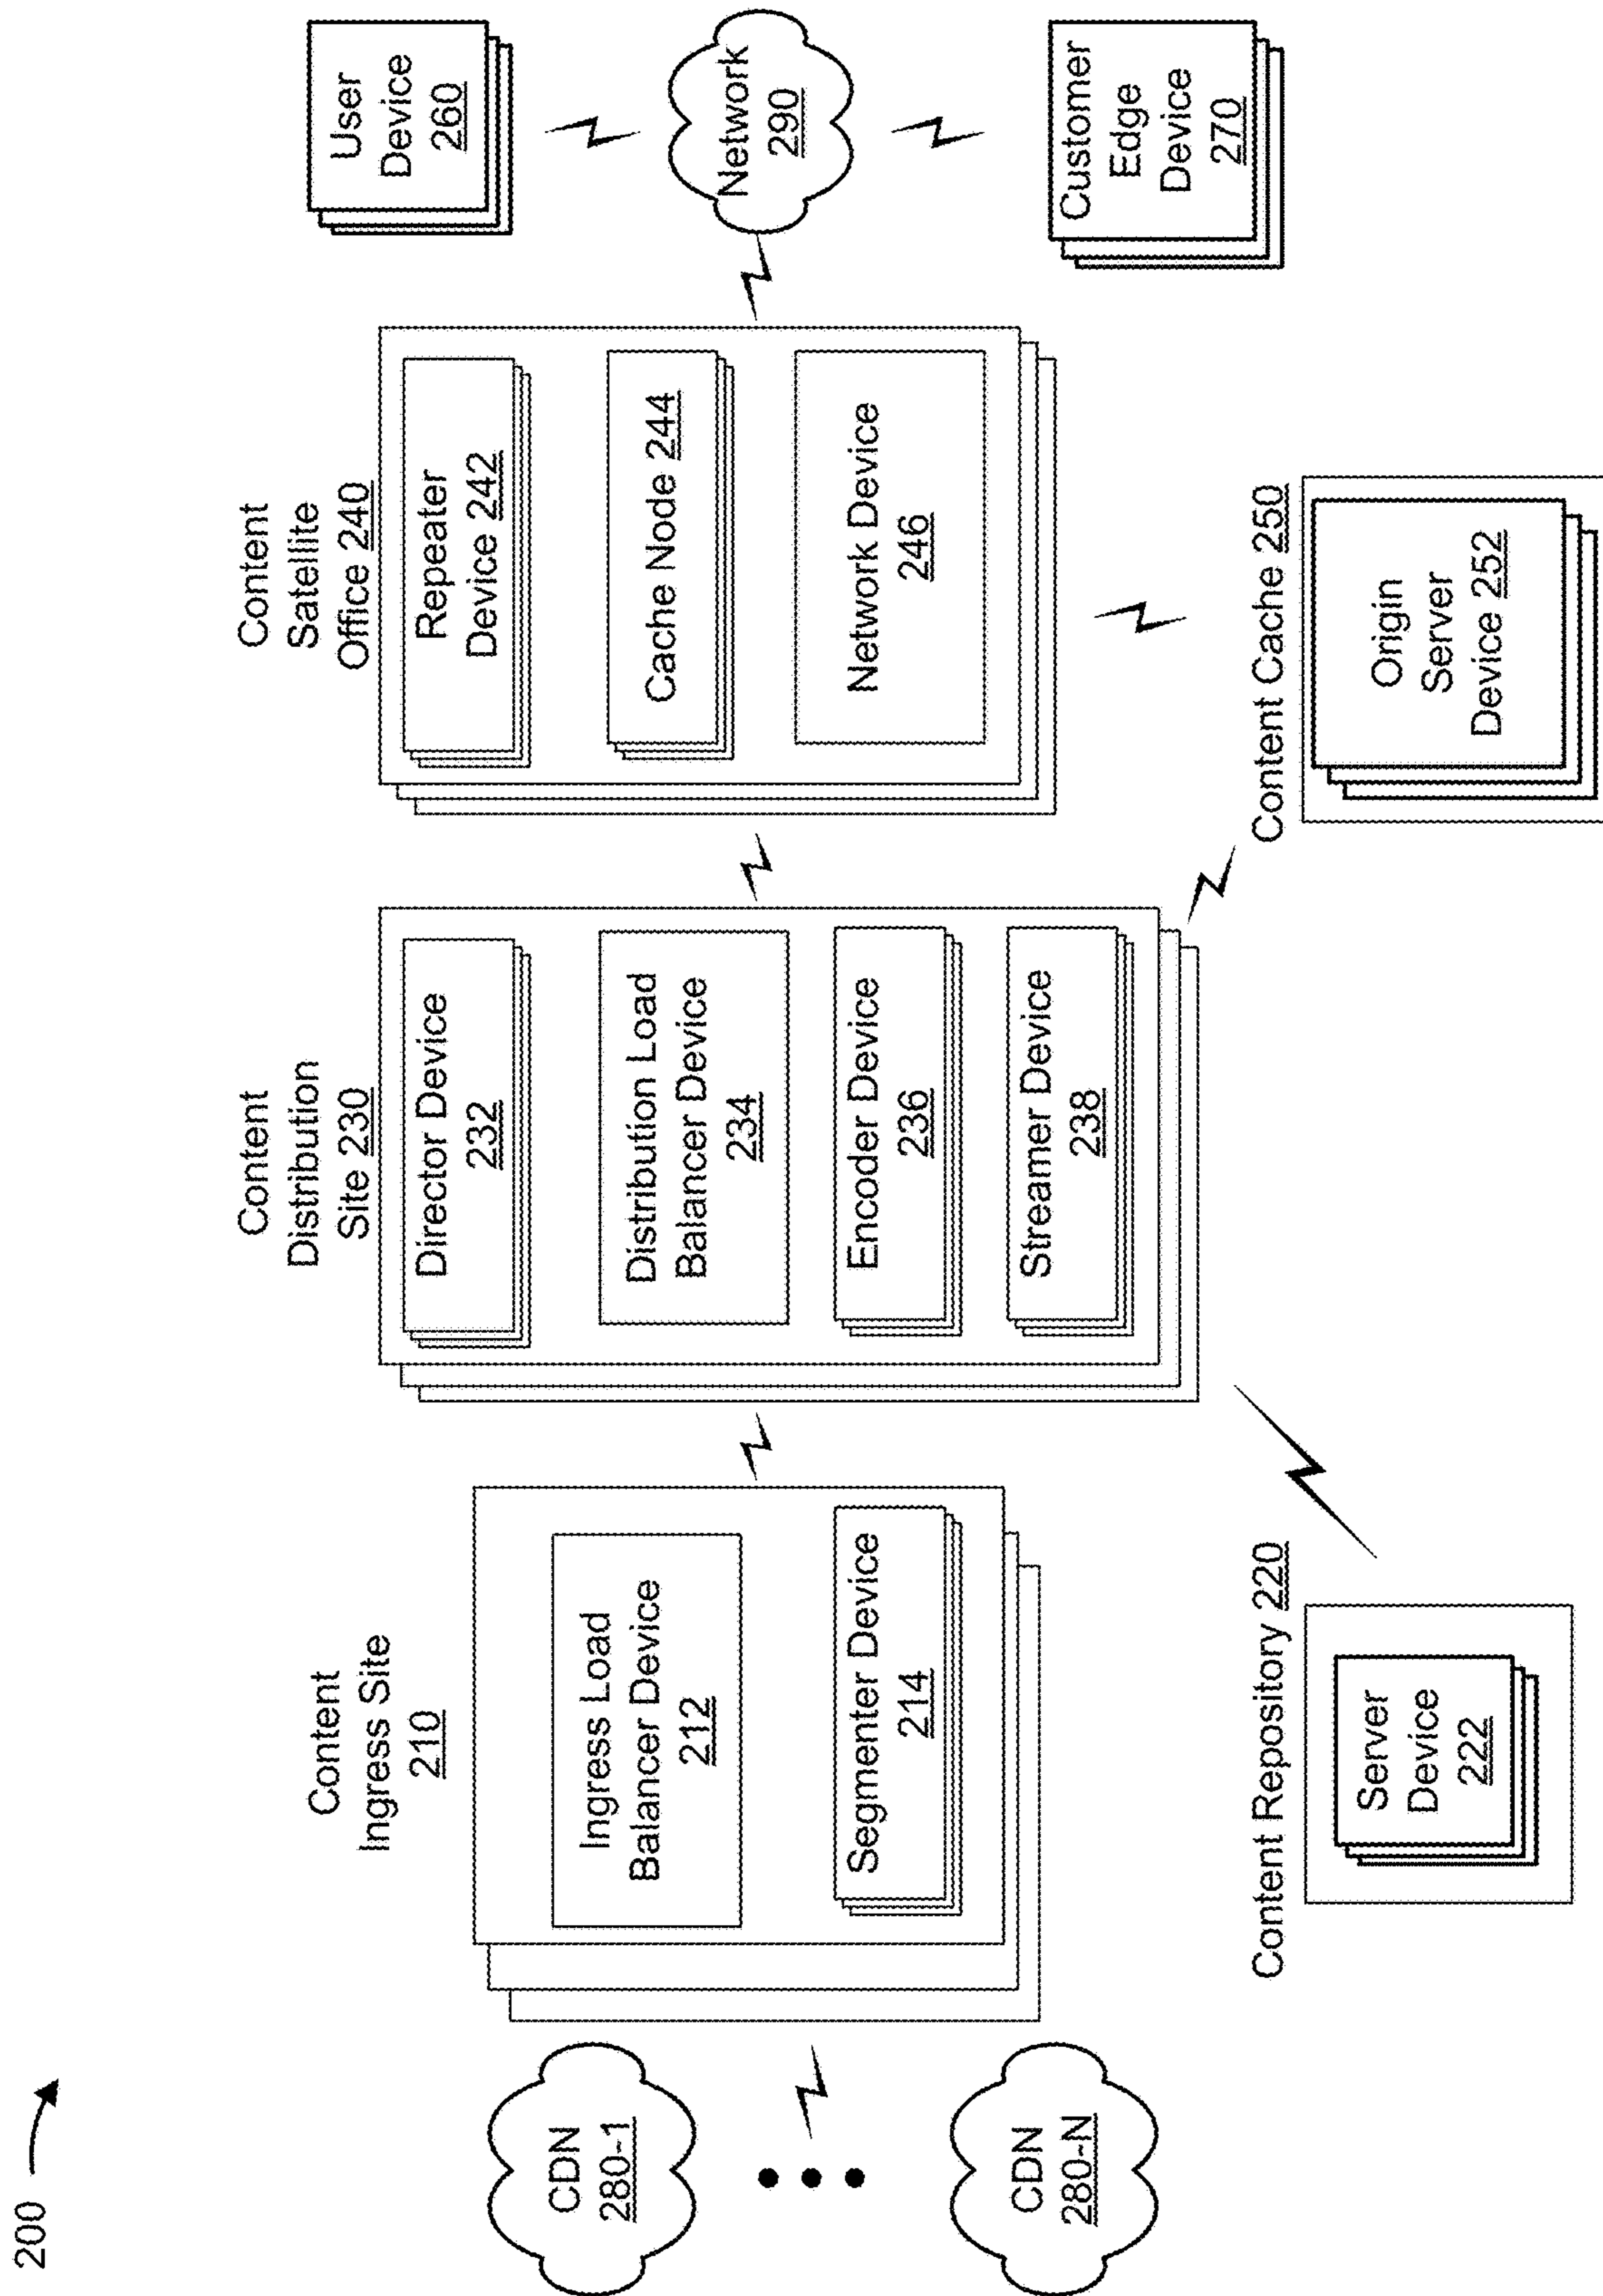 200
CDN
280-1
CDN
280-N
Content
Ingress Site
210
Ingress Load
Balancer Device
212
Segmenter Device
214
Content Repository 220
Server
Device
222
Content
Distribution
Site 230
Director Device
232
Distribution Load
Balancer Device
234
Encoder Device
236
Streamer Device
238
Content
Satellite
Office 240
Repeater
Device 242
Cache Node 244
Network Device
246
Content Cache 250
Origin
Server
Device 252
User
Device
260
Network
290
Customer
Edge
Device
270